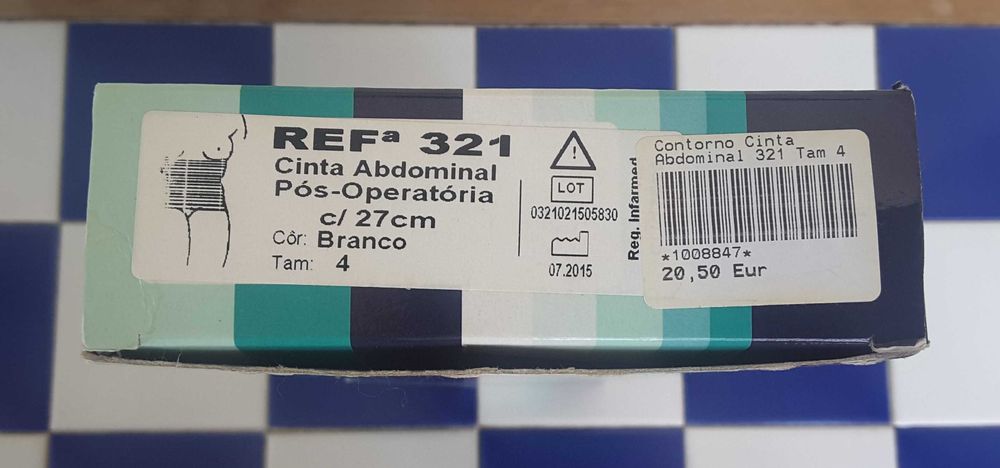 REFª 321
Cinta Abdominal
Pós-Operatória
c/ 27cm
Côr: Branco
Tam: 4
LOT
0321021505830
07.2015
Reg. Infarmed
Contorno Cinta
Abdominal 321 Tam 4
*1008847*
20,50 Eur